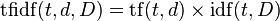 tfidf(t, d, D) = tf(t, d) × idf(t, D)